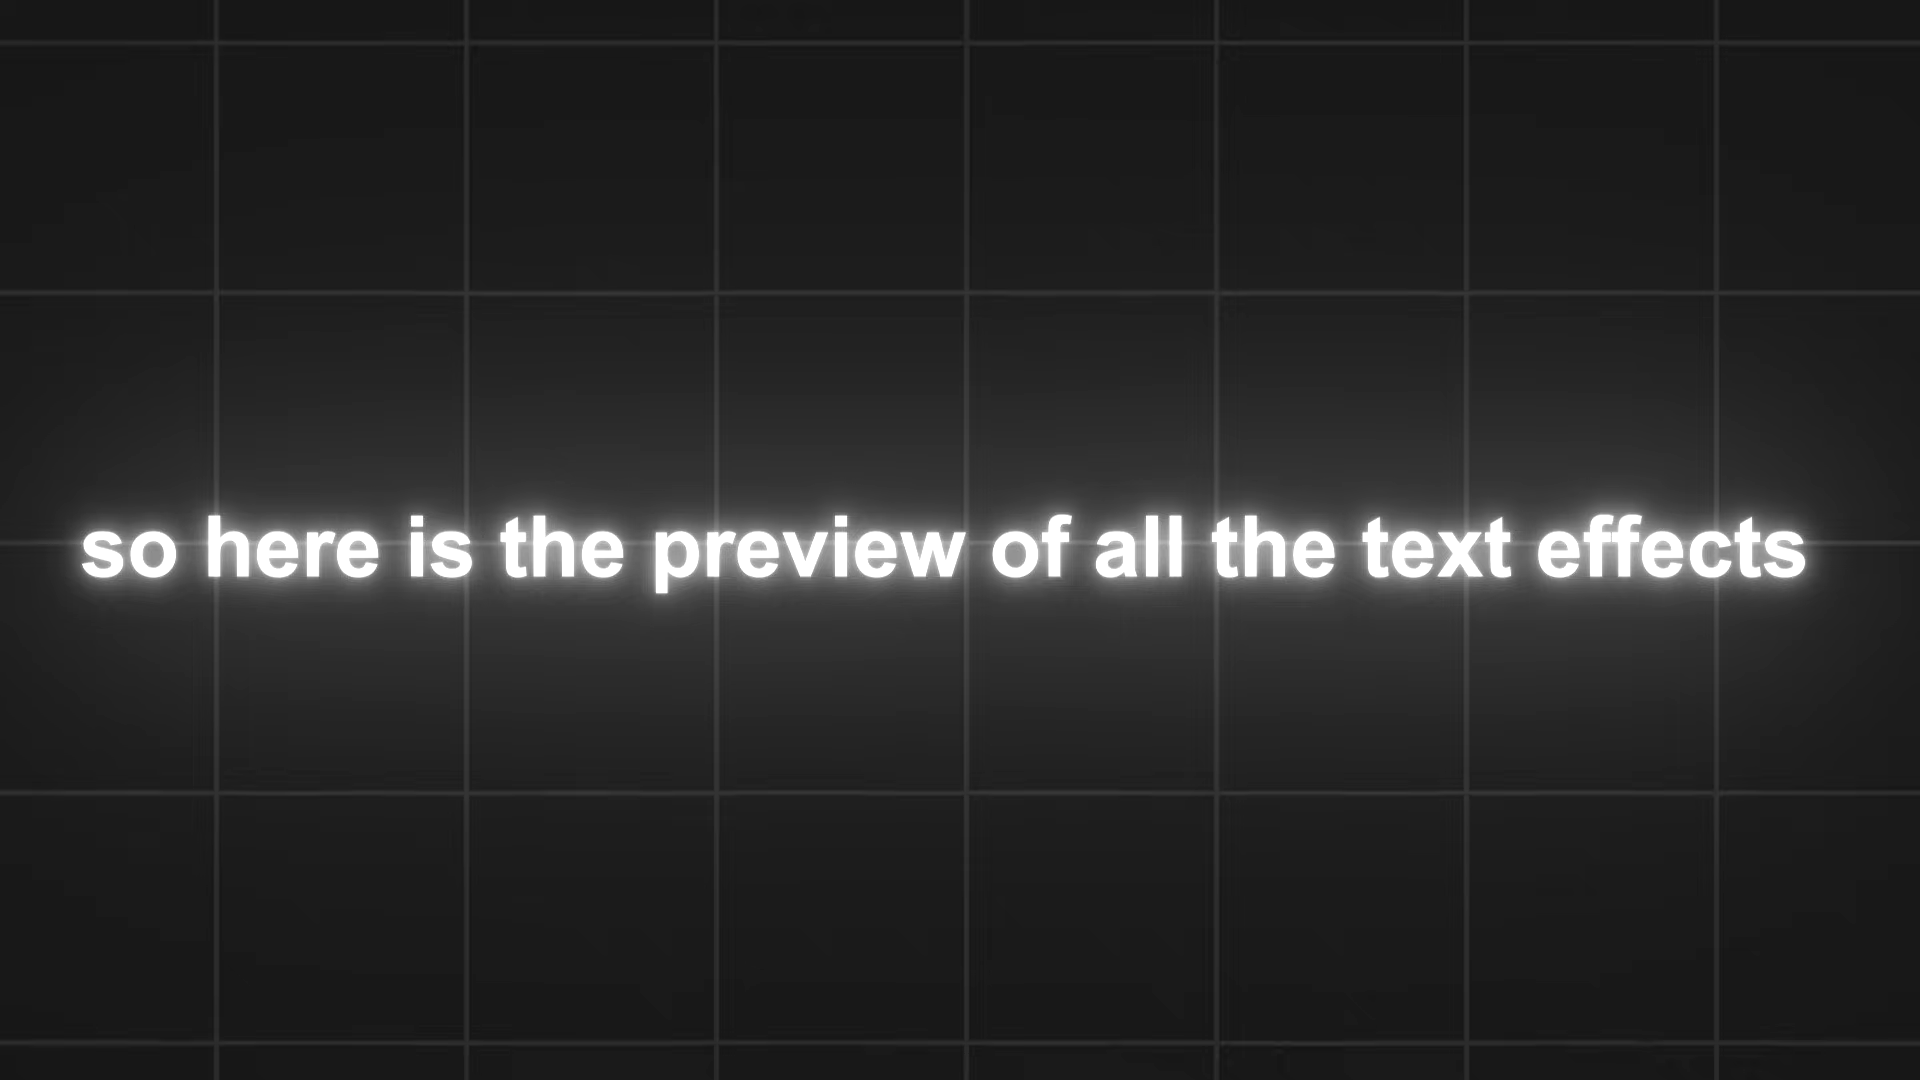 so here is the preview of all the text effects